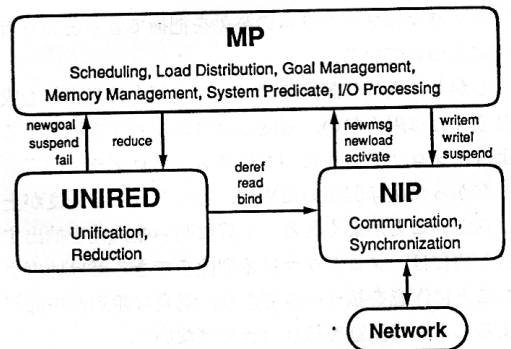 MP
Scheduling, Load Distribution, Goal Management,
Memory Management, System Predicate, I/O Processing
newgoal
suspend
fail
reduce
newmsg
newload
activate
writem
writel
suspend
deref
read
bind
UNIRED
Unification,
Reduction
NIP
Communication,
Synchronization
Network